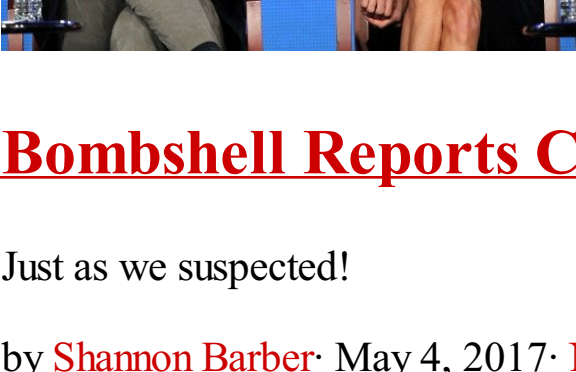 Bombshell Reports C
Just as we suspected!
by Shannon Barber· May 4, 2017·